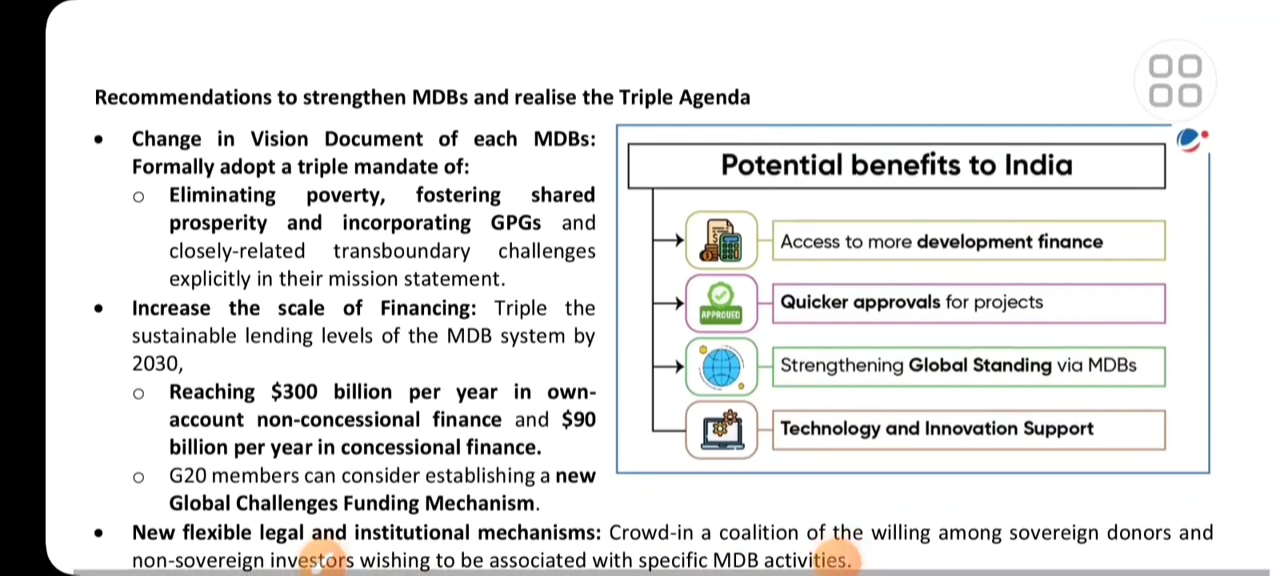 Recommendations to strengthen MDBs and realise the Triple Agenda
• Change in Vision Document of each MDBs:
Formally adopt a triple mandate of:
o Eliminating poverty, fostering shared
prosperity and incorporating GPGs and
closely-related transboundary challenges
explicitly in their mission statement.
• Increase the scale of Financing: Triple the
sustainable lending levels of the MDB system by
2030,
o Reaching $300 billion per year in own-
account non-concessional finance and $90
billion per year in concessional finance.
o G20 members can consider establishing a new
Global Challenges Funding Mechanism.
Potential benefits to India
Access to more development finance
APPROVED
Quicker approvals for projects
Strengthening Global Standing via MDBs
Technology and Innovation Support
• New flexible legal and institutional mechanisms: Crowd-in a coalition of the willing among sovereign donors and
non-sovereign investors wishing to be associated with specific MDB activities.